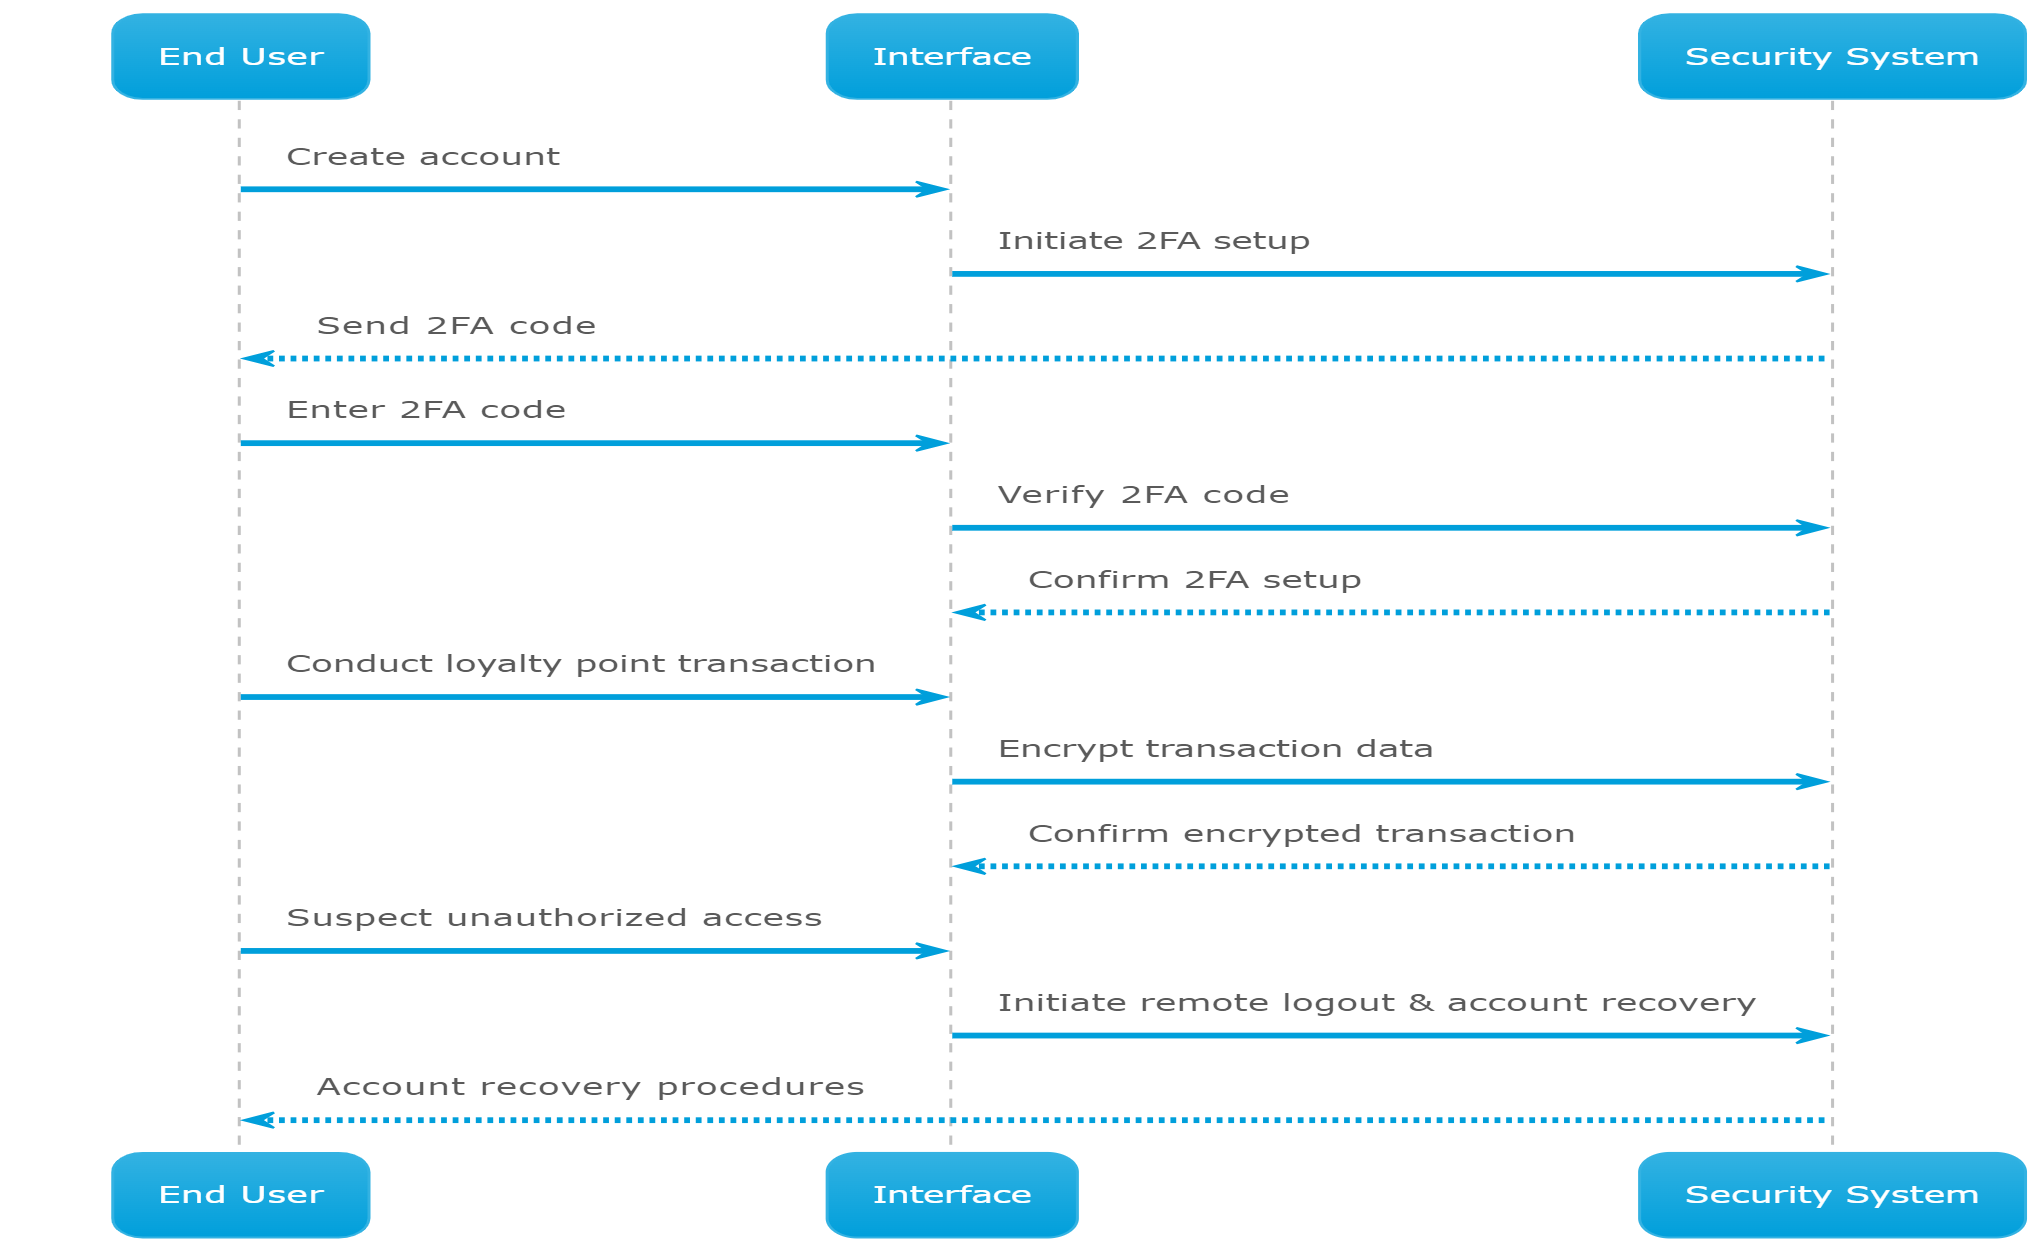 End User
Interface
Security System
Create account
Initiate 2FA setup
Send 2FA code
Enter 2FA code
Verify 2FA code
Confirm 2FA setup
Conduct loyalty point transaction
Encrypt transaction data
Confirm encrypted transaction
Suspect unauthorized access
Initiate remote logout & account recovery
Account recovery procedures
End User
Interface
Security System